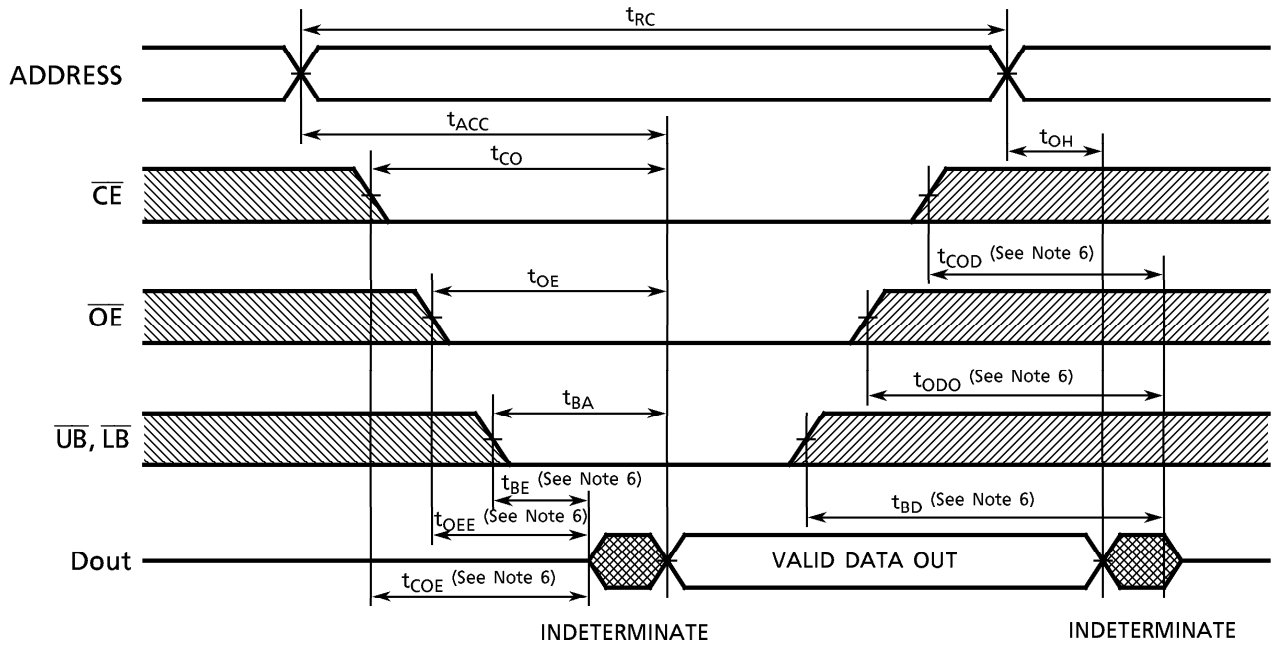 tRC
ADDRESS
tACC
tOH
tCO
CE
tCOD (See Note 6)
tOE
OE
tODO (See Note 6)
tBA
UB, LB
tBE (See Note 6)
tBD (See Note 6)
tOEE (See Note 6)
Dout
VALID DATA OUT
tCOE (See Note 6)
INDETERMINATE
INDETERMINATE